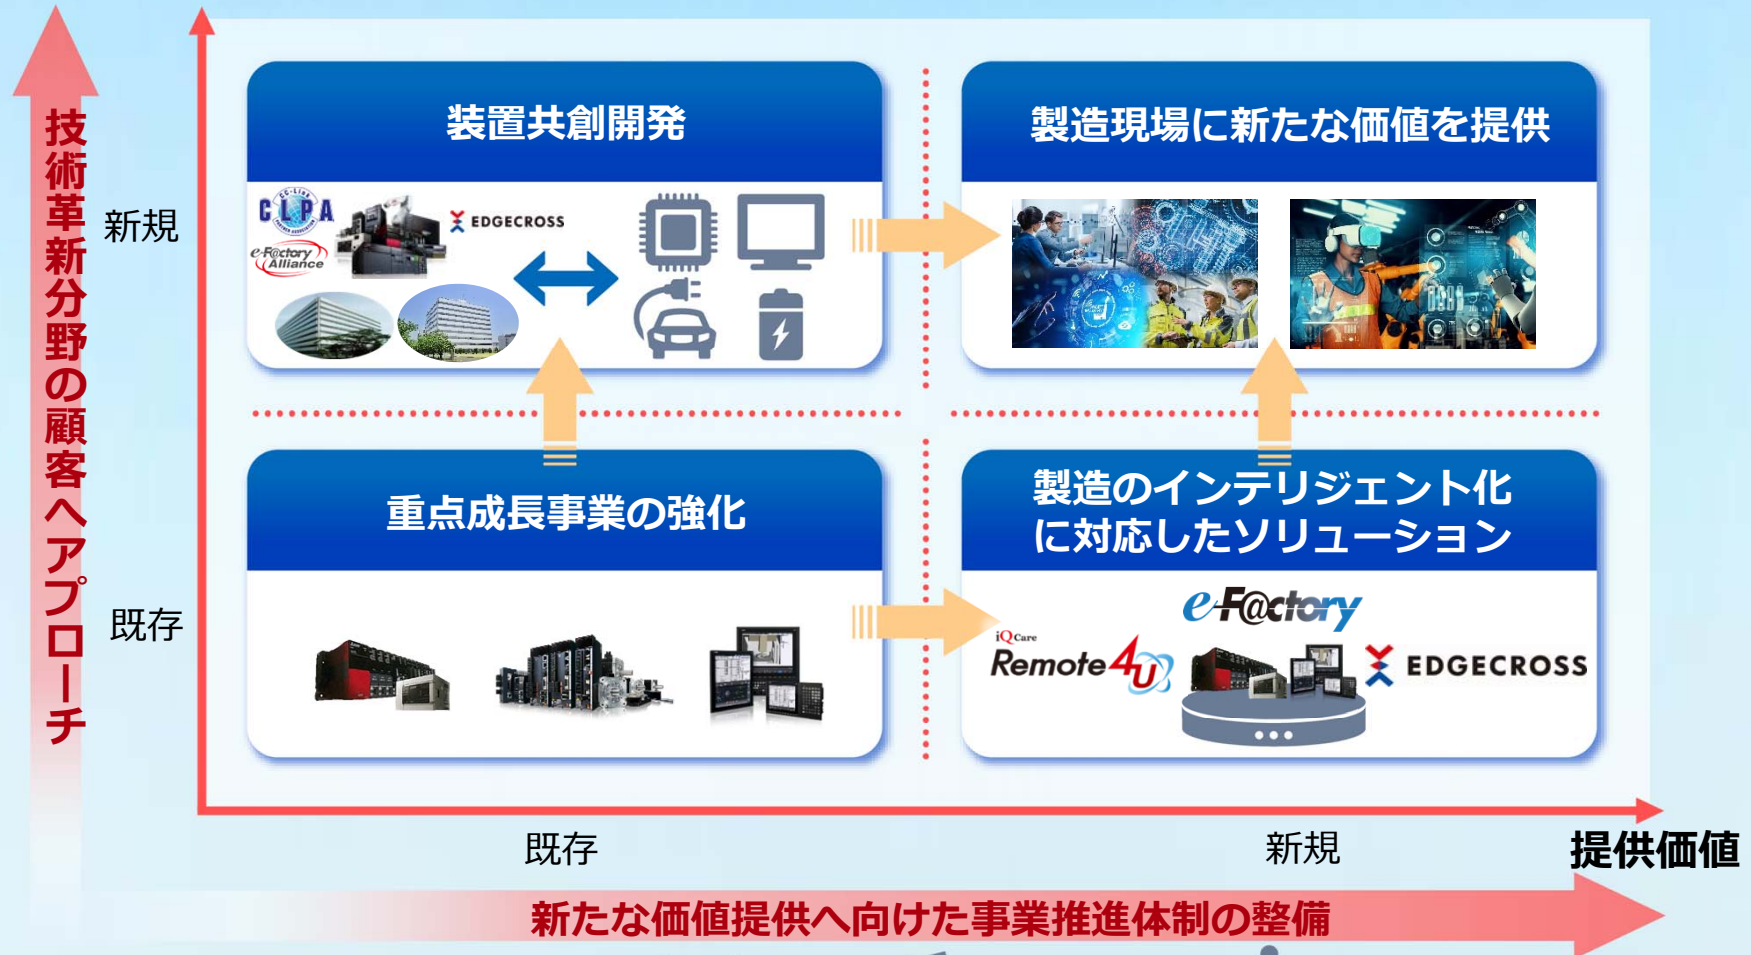 技術革新分野の顧客へアプローチ
新規
既存
装置共創開発
CC-Link
CLPA
PARTNER ASSOCIATION
e-F@ctory
Alliance
EDGECROSS
製造現場に新たな価値を提供
重点成長事業の強化
製造のインテリジェント化
に対応したソリューション
e-F@ctory
iQ Care
Remote4U
EDGECROSS
既存
新規
提供価値
新たな価値提供へ向けた事業推進体制の整備